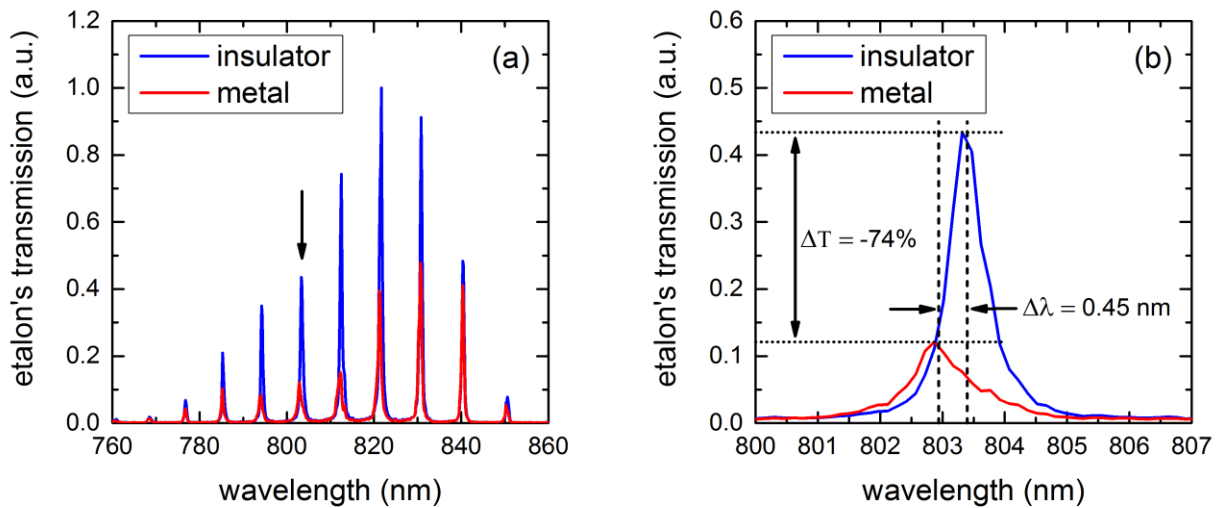 1.2
1.0
0.8
0.6
0.4
0.2
0.0
etalon's transmission (a.u.)
insulator
metal
(a)
760 780 800 820 840 860
wavelength (nm)
0.6
0.5
0.4
0.3
0.2
0.1
0.0
etalon's transmission (a.u.)
insulator
metal
(b)
ΔT = -74%
Δλ = 0.45 nm
800 801 802 803 804 805 806 807
wavelength (nm)